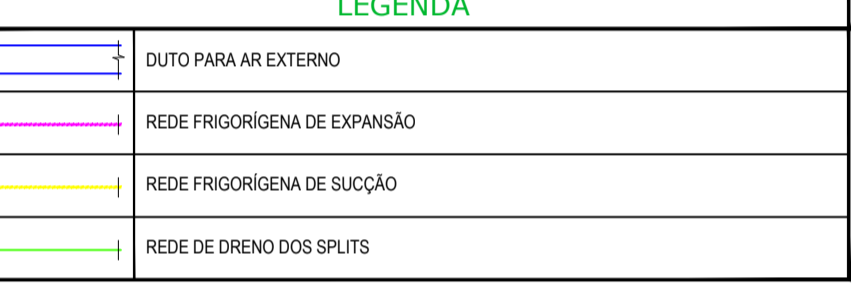 LEGENDA
DUTO PARA AR EXTERNO
REDE FRIGORÍGENA DE EXPANSÃO
REDE FRIGORÍGENA DE SUCÇÃO
REDE DE DRENO DOS SPLITS